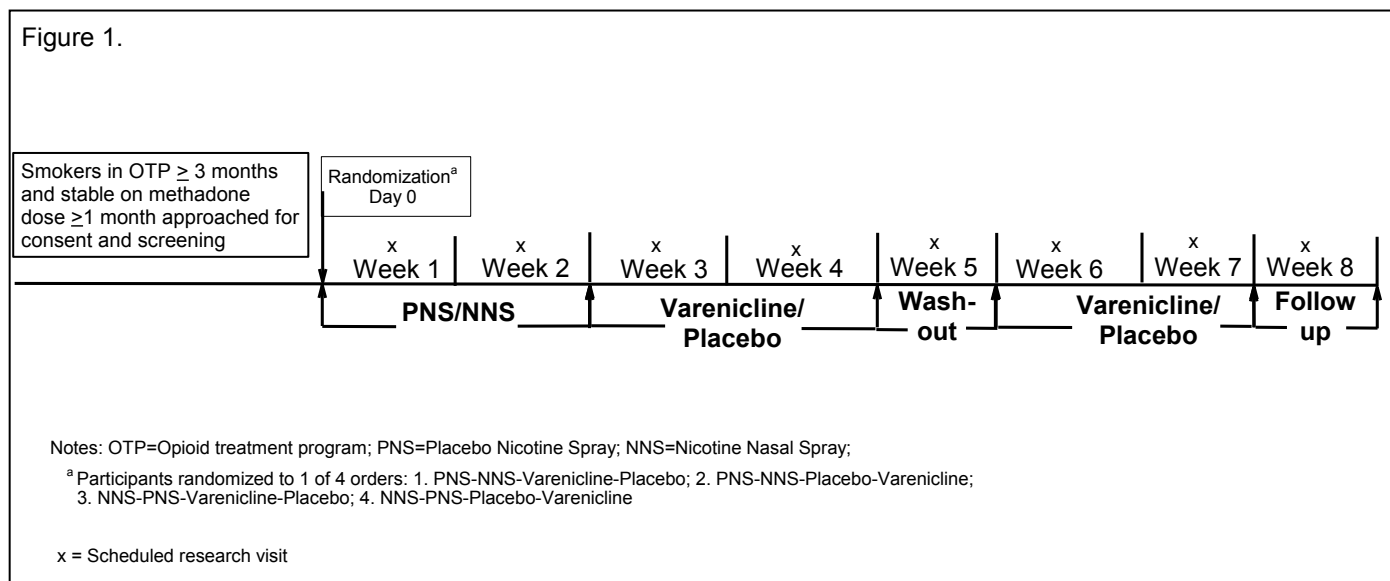 Figure 1.
Smokers in OTP ≥ 3 months
and stable on methadone
dose ≥1 month approached for
consent and screening
Randomizationᵃ
Day 0
x x x x x x x x
Week 1 Week 2 Week 3 Week 4 Week 5 Week 6 Week 7 Week 8
PNS/NNS
Varenicline/
Placebo
Wash-
out
Varenicline/
Placebo
Follow
up
Notes: OTP=Opioid treatment program; PNS=Placebo Nicotine Spray; NNS=Nicotine Nasal Spray;
ᵃ Participants randomized to 1 of 4 orders: 1. PNS-NNS-Varenicline-Placebo; 2. PNS-NNS-Placebo-Varenicline;
3. NNS-PNS-Varenicline-Placebo; 4. NNS-PNS-Placebo-Varenicline
x = Scheduled research visit